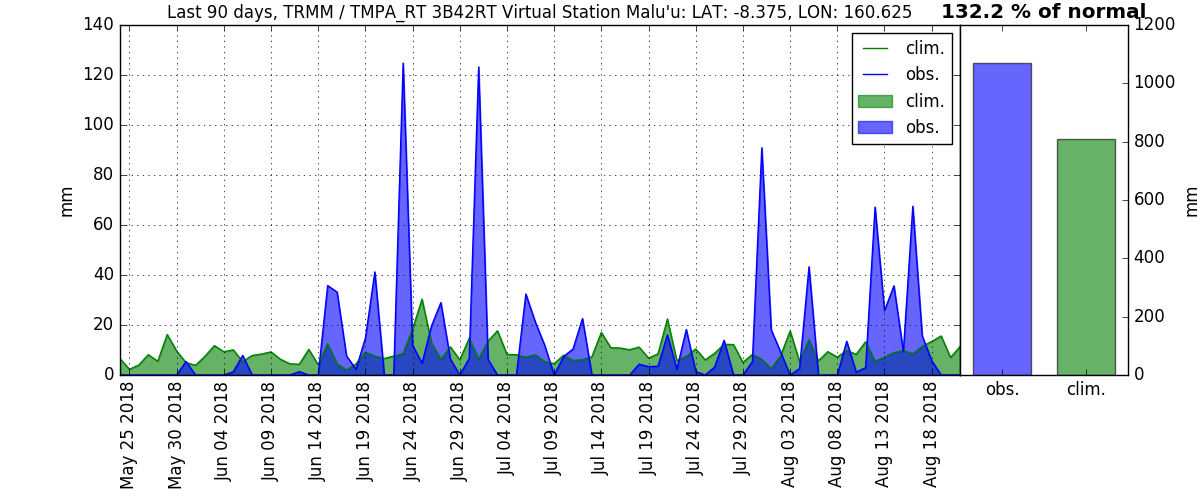 Last 90 days, TRMM / TMPA_RT 3B42RT Virtual Station Malu'u: LAT: -8.375, LON: 160.625
132.2 % of normal
140
120
100
80
60
40
20
0
mm
clim.
obs.
clim.
obs.
1200
1000
800
600
400
200
0
mm
May 25 2018
May 30 2018
Jun 04 2018
Jun 09 2018
Jun 14 2018
Jun 19 2018
Jun 24 2018
Jun 29 2018
Jul 04 2018
Jul 09 2018
Jul 14 2018
Jul 19 2018
Jul 24 2018
Jul 29 2018
Aug 03 2018
Aug 08 2018
Aug 13 2018
Aug 18 2018
obs.
clim.